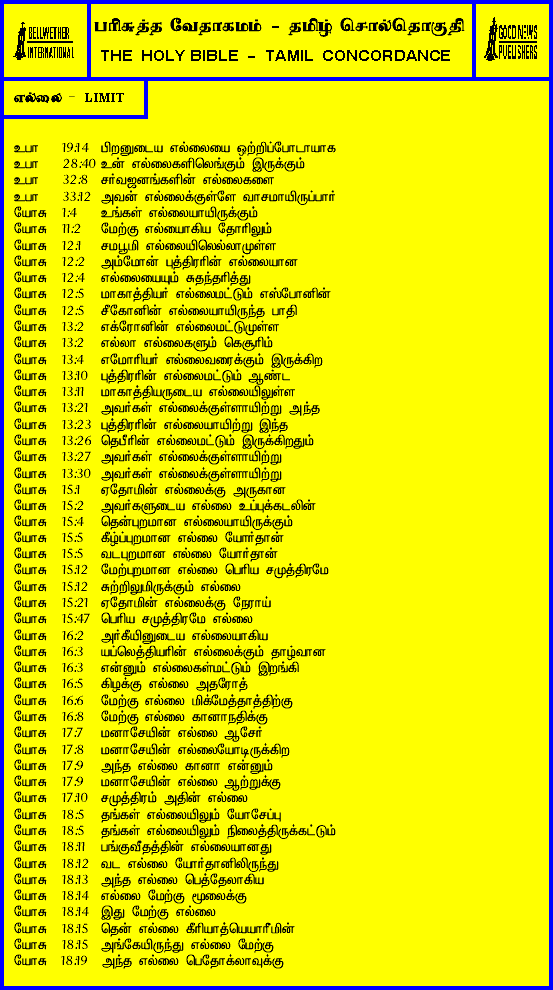 BELLWETHER
INTERNATIONAL
பரிசுத்த வேதாகமம் - தமிழ் சொல்தொகுதி
THE HOLY BIBLE - TAMIL CONCORDANCE
GOOD NEWS
PUBLISHERS
எல்லை - LIMIT
உபா 19:14 பிறனுடைய எல்லையை ஒற்றிப்போடாயாக
உபா 28:40 உன் எல்லைகளிலெங்கும் இருக்கும்
உபா 32:8 சர்வஜனங்களின் எல்லைகளை
உபா 33:12 அவன் எல்லைக்குள்ளே வாசமாயிருப்பார்
யோசு 1:4 உங்கள் எல்லையாயிருக்கும்
யோசு 11:2 மேற்கு எல்யைாகிய தோரிலும்
யோசு 12:1 சமபூமி எல்லையிலெல்லாமுள்ள
யோசு 12:2 அம்மோன் புத்திரரின் எல்லையான
யோசு 12:4 எல்லையையும் சுதந்தரித்து
யோசு 12:5 மாகாத்தியர் எல்லைமட்டும் எஸ்போனின்
யோசு 12:5 சீகோனின் எல்லையாயிருந்த பாதி
யோசு 13:2 எக்ரோனின் எல்லைமட்டுமுள்ள
யோசு 13:2 எல்லா எல்லைகளும் கெசூரிம்
யோசு 13:4 எமோரியர் எல்லைவரைக்கும் இருக்கிற
யோசு 13:10 புத்திரரின் எல்லைமட்டும் ஆண்ட
யோசு 13:11 மாகாத்தியருடைய எல்லையிலுள்ள
யோசு 13:21 அவர்கள் எல்லைக்குள்ளாயிற்று அந்த
யோசு 13:23 புத்திரரின் எல்லையாயிற்று இந்த
யோசு 13:26 தெபீரின் எல்லைமட்டும் இருக்கிறதும்
யோசு 13:27 அவர்கள் எல்லைக்குள்ளாயிற்று
யோசு 13:30 அவர்கள் எல்லைக்குள்ளாயிற்று
யோசு 15:1 ஏதோமின் எல்லைக்கு அருகான
யோசு 15:2 அவர்களுடைய எல்லை உப்புக்கடலின்
யோசு 15:4 தென்புறமான எல்லையாயிருக்கும்
யோசு 15:5 கீழ்ப்புறமான எல்லை யோர்தான்
யோசு 15:5 வடபுறமான எல்லை யோர்தான்
யோசு 15:12 மேற்புறமான எல்லை பெரிய சமுத்திரமே
யோசு 15:12 சுற்றிலுமிருக்கும் எல்லை
யோசு 15:21 ஏதோமின் எல்லைக்கு நேராய்
யோசு 15:47 பெரிய சமுத்திரமே எல்லை
யோசு 16:2 அர்கீயினுடைய எல்லையாகிய
யோசு 16:3 யப்லெத்தியரின் எல்லைக்கும் தாழ்வான
யோசு 16:3 என்னும் எல்லைகள்மட்டும் இறங்கி
யோசு 16:5 கிழக்கு எல்லை அதரோத்
யோசு 16:6 மேற்கு எல்லை மிக்மேத்தாத்திற்கு
யோசு 16:8 மேற்கு எல்லை கானாநதிக்கு
யோசு 17:7 மனாசேயின் எல்லை ஆசேர்
யோசு 17:8 மனாசேயின் எல்லையோடிருக்கிற
யோசு 17:9 அந்த எல்லை கானா என்னும்
யோசு 17:9 மனாசேயின் எல்லை ஆற்றுக்கு
யோசு 17:10 சமுத்திரம் அதின் எல்லை
யோசு 18:5 தங்கள் எல்லையிலும் யோசேப்பு
யோசு 18:5 தங்கள் எல்லையிலும் நிலைத்திருக்கட்டும்
யோசு 18:11 பங்குவீதத்தின் எல்லையானது
யோசு 18:12 வட எல்லை யோர்தானிலிருந்து
யோசு 18:13 அந்த எல்லை பெத்தேலாகிய
யோசு 18:14 எல்லை மேற்கு மூலைக்கு
யோசு 18:14 இது மேற்கு எல்லை
யோசு 18:15 தென் எல்லை கீரியாத்யெயாரீமின்
யோசு 18:15 அங்கேயிருந்து எல்லை மேற்கு
யோசு 18:19 அந்த எல்லை பெதோக்லாவுக்கு